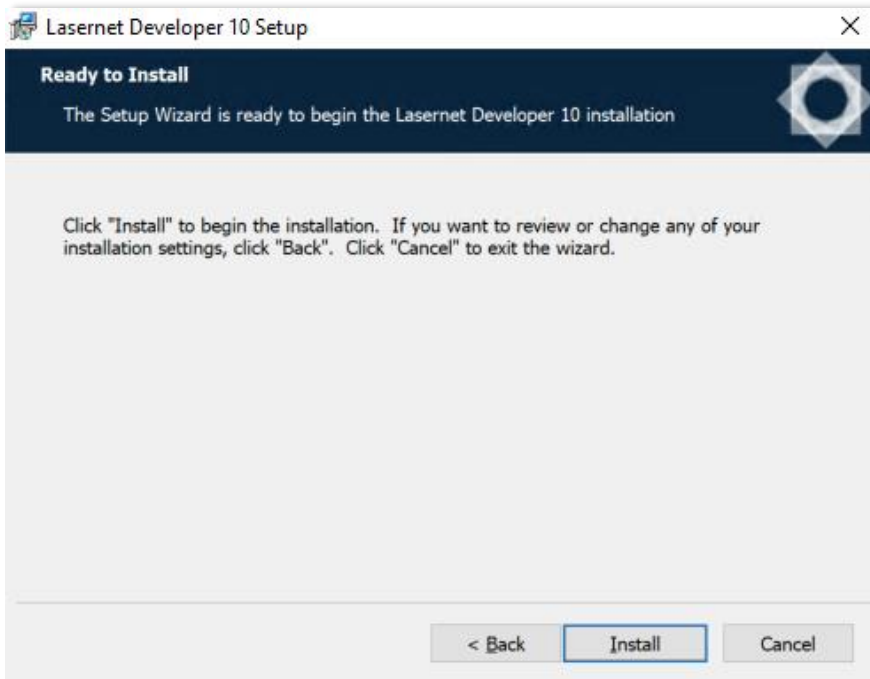 Lasernet Developer 10 Setup
Ready to Install
The Setup Wizard is ready to begin the Lasernet Developer 10 installation
Click "Install" to begin the installation.  If you want to review or change any of your
installation settings, click "Back".  Click "Cancel" to exit the wizard.
< Back
Install
Cancel